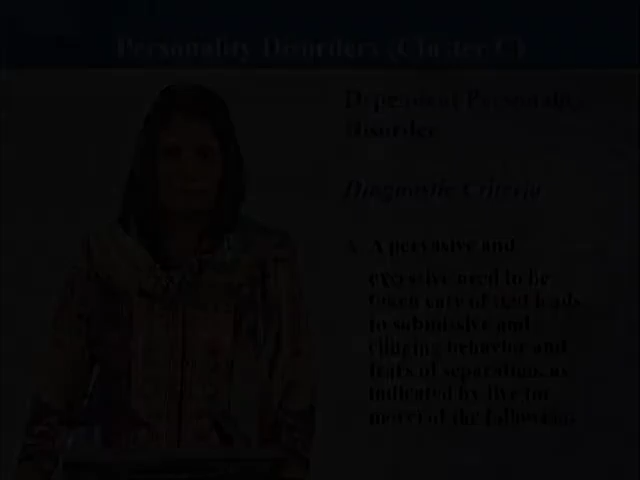 Personality Disorders (Cluster C)
Dependent Personality
Disorder
Diagnostic Criteria
A pervasive and
excessive need to be
taken care of that leads
to submissive and
clinging behavior and
fears of separation, as
indicated by five (or
more) of the following: